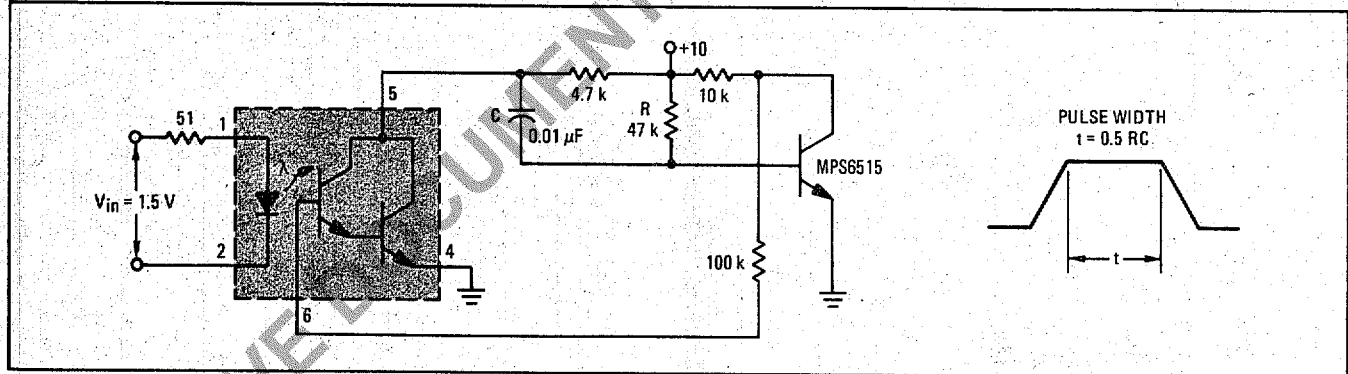 +10
5
4.7 k
10 k
51
1
C
0.01 µF
R
47 k
PULSE WIDTH
t = 0.5 RC
λ
MPS6515
Vin = 1.5 V
2
4
100 k
t
6